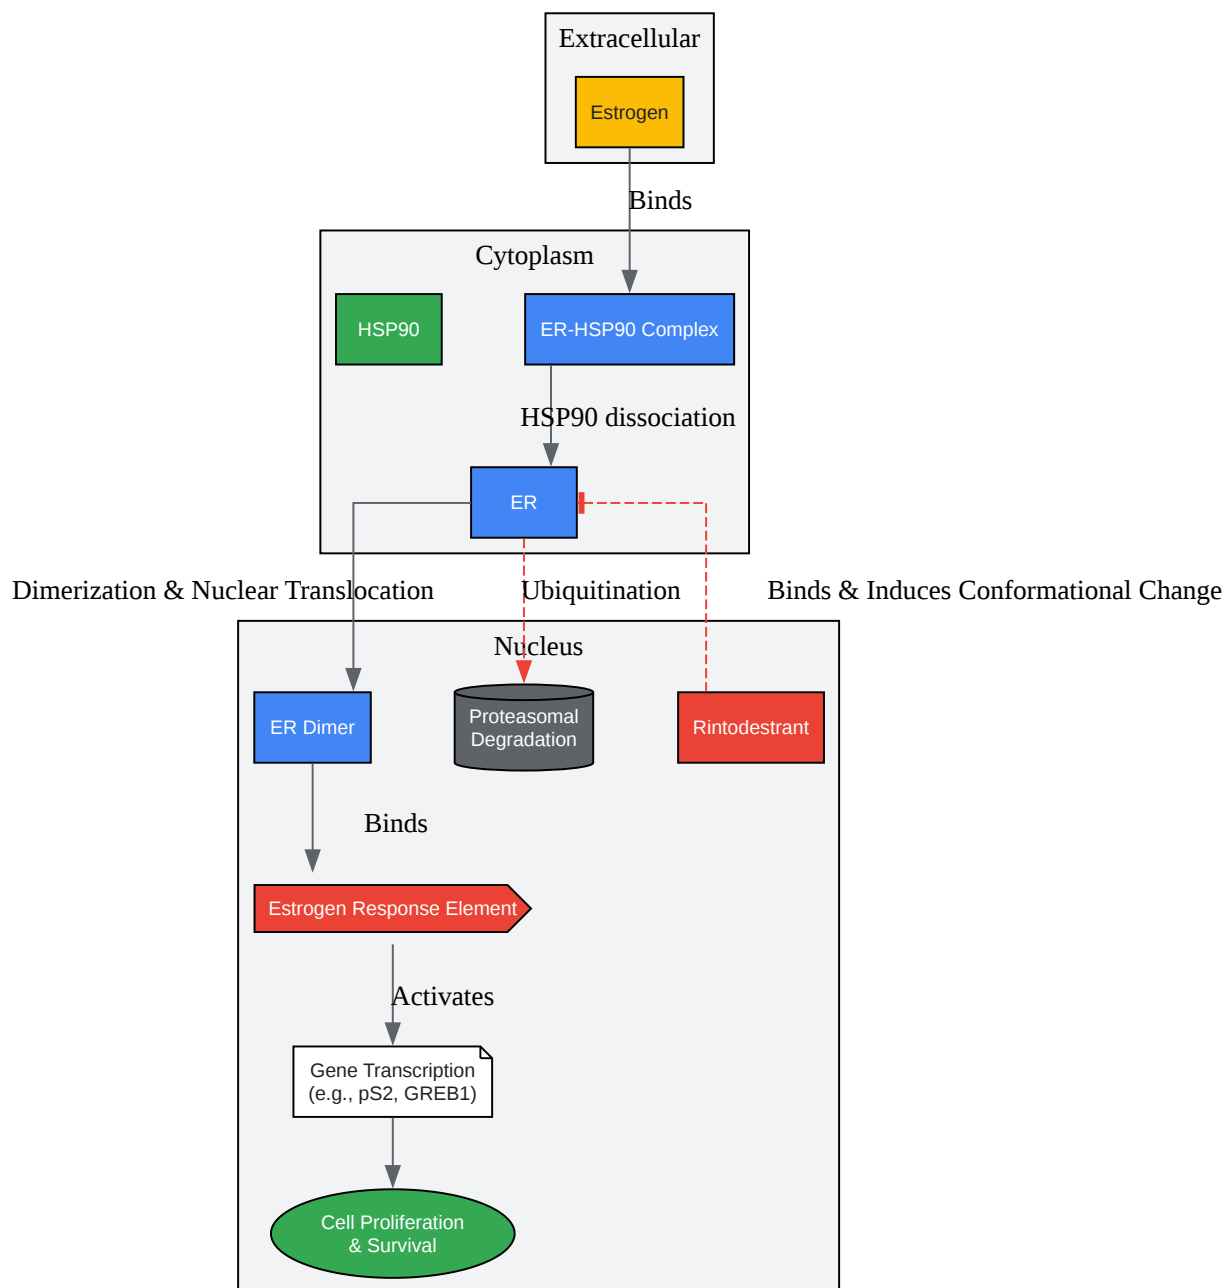 Extracellular
Estrogen
Binds
Cytoplasm
HSP90
ER-HSP90 Complex
HSP90 dissociation
ER
Dimerization & Nuclear Translocation
Ubiquitination
Binds & Induces Conformational Change
Nucleus
ER Dimer
Proteasomal
Degradation
Rintodestrant
Binds
Estrogen Response Element
Activates
Gene Transcription
(e.g., pS2, GREB1)
Cell Proliferation
& Survival